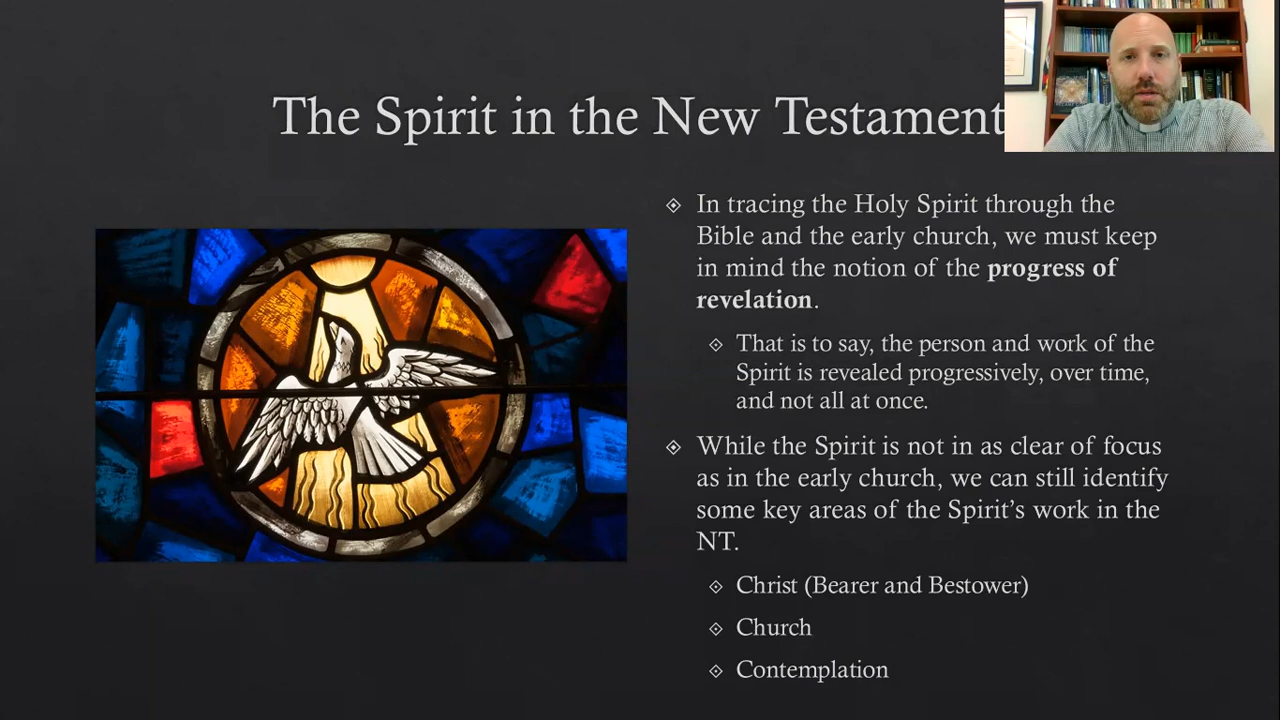 The Spirit in the New Testament
In tracing the Holy Spirit through the
Bible and the early church, we must keep
in mind the notion of the progress of
revelation.
That is to say, the person and work of the
Spirit is revealed progressively, over time,
and not all at once.
While the Spirit is not in as clear of focus
as in the early church, we can still identify
some key areas of the Spirit’s work in the
NT.
Christ (Bearer and Bestower)
Church
Contemplation